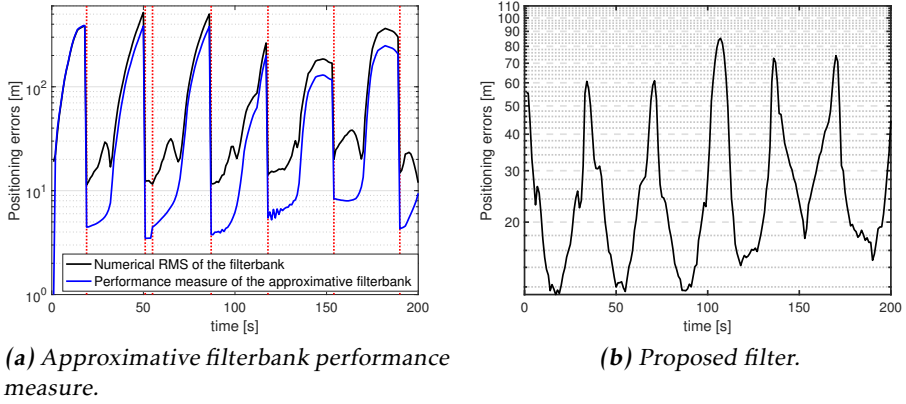 Positioning errors [m]
10²
10¹
10⁰
0
50
100
150
200
time [s]
Numerical RMS of the filterbank
Performance measure of the approximative filterbank
(a) Approximative filterbank performance
measure.
Positioning errors [m]
110
100
90
80
70
60
50
40
30
20
0
50
100
150
200
time [s]
(b) Proposed filter.